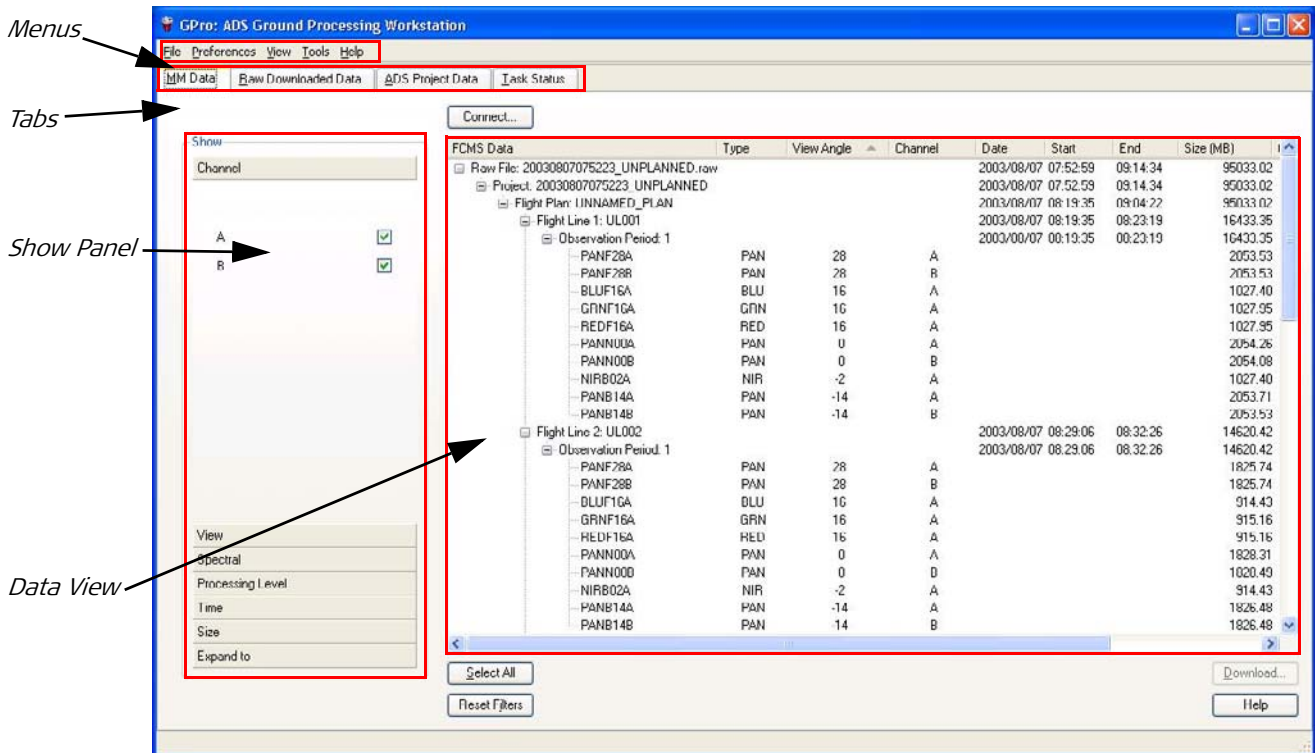 GPro: ADS Ground Processing Workstation
Menus
File Preferences View Tools Help
MM Data Raw Downloaded Data ADS Project Data Task Status
Tabs
Connect...
Show
Channel
A
B
Show Panel
View
Spectral
Processing Level
Time
Size
Expand to
Data View
FCMS Data Type View Angle Channel Date Start End Size (MB)
Raw File: 20030807075223_UNPLANNED.raw 2003/08/07 07:52:59 09:14:34 95033.02
Project: 20030807075223_UNPLANNED 2003/08/07 07:52:59 09:14:34 95033.02
Flight Plan: UNNAMED_PLAN 2003/08/07 08:19:35 09:04:22 95033.02
Flight Line 1: UL001 2003/08/07 08:19:35 08:23:19 16433.35
Observation Period: 1 2003/08/07 08:19:35 08:23:19 16433.35
PANF28A PAN 28 A 2053.53
PANF28B PAN 28 B 2053.53
BLUF16A BLU 16 A 1027.40
GRNF16A GRN 16 A 1027.95
REDF16A RED 16 A 1027.95
PANN00A PAN 0 A 2054.26
PANN00B PAN 0 B 2054.08
NIRB02A NIR -2 A 1027.40
PANB14A PAN -14 A 2053.71
PANB14B PAN -14 B 2053.53
Flight Line 2: UL002 2003/08/07 08:29:06 08:32:26 14620.42
Observation Period: 1 2003/08/07 08:29:06 08:32:26 14620.42
PANF28A PAN 28 A 1825.74
PANF28B PAN 28 B 1825.74
BLUF16A BLU 16 A 914.43
GRNF16A GRN 16 A 915.16
REDF16A RED 16 A 915.16
PANN00A PAN 0 A 1828.31
PANN00B PAN 0 B
NIRB02A NIR -2 A 914.43
PANB14A PAN -14 A 1826.48
PANB14B PAN -14 B 1826.48
Select All Download...
Reset Filters Help